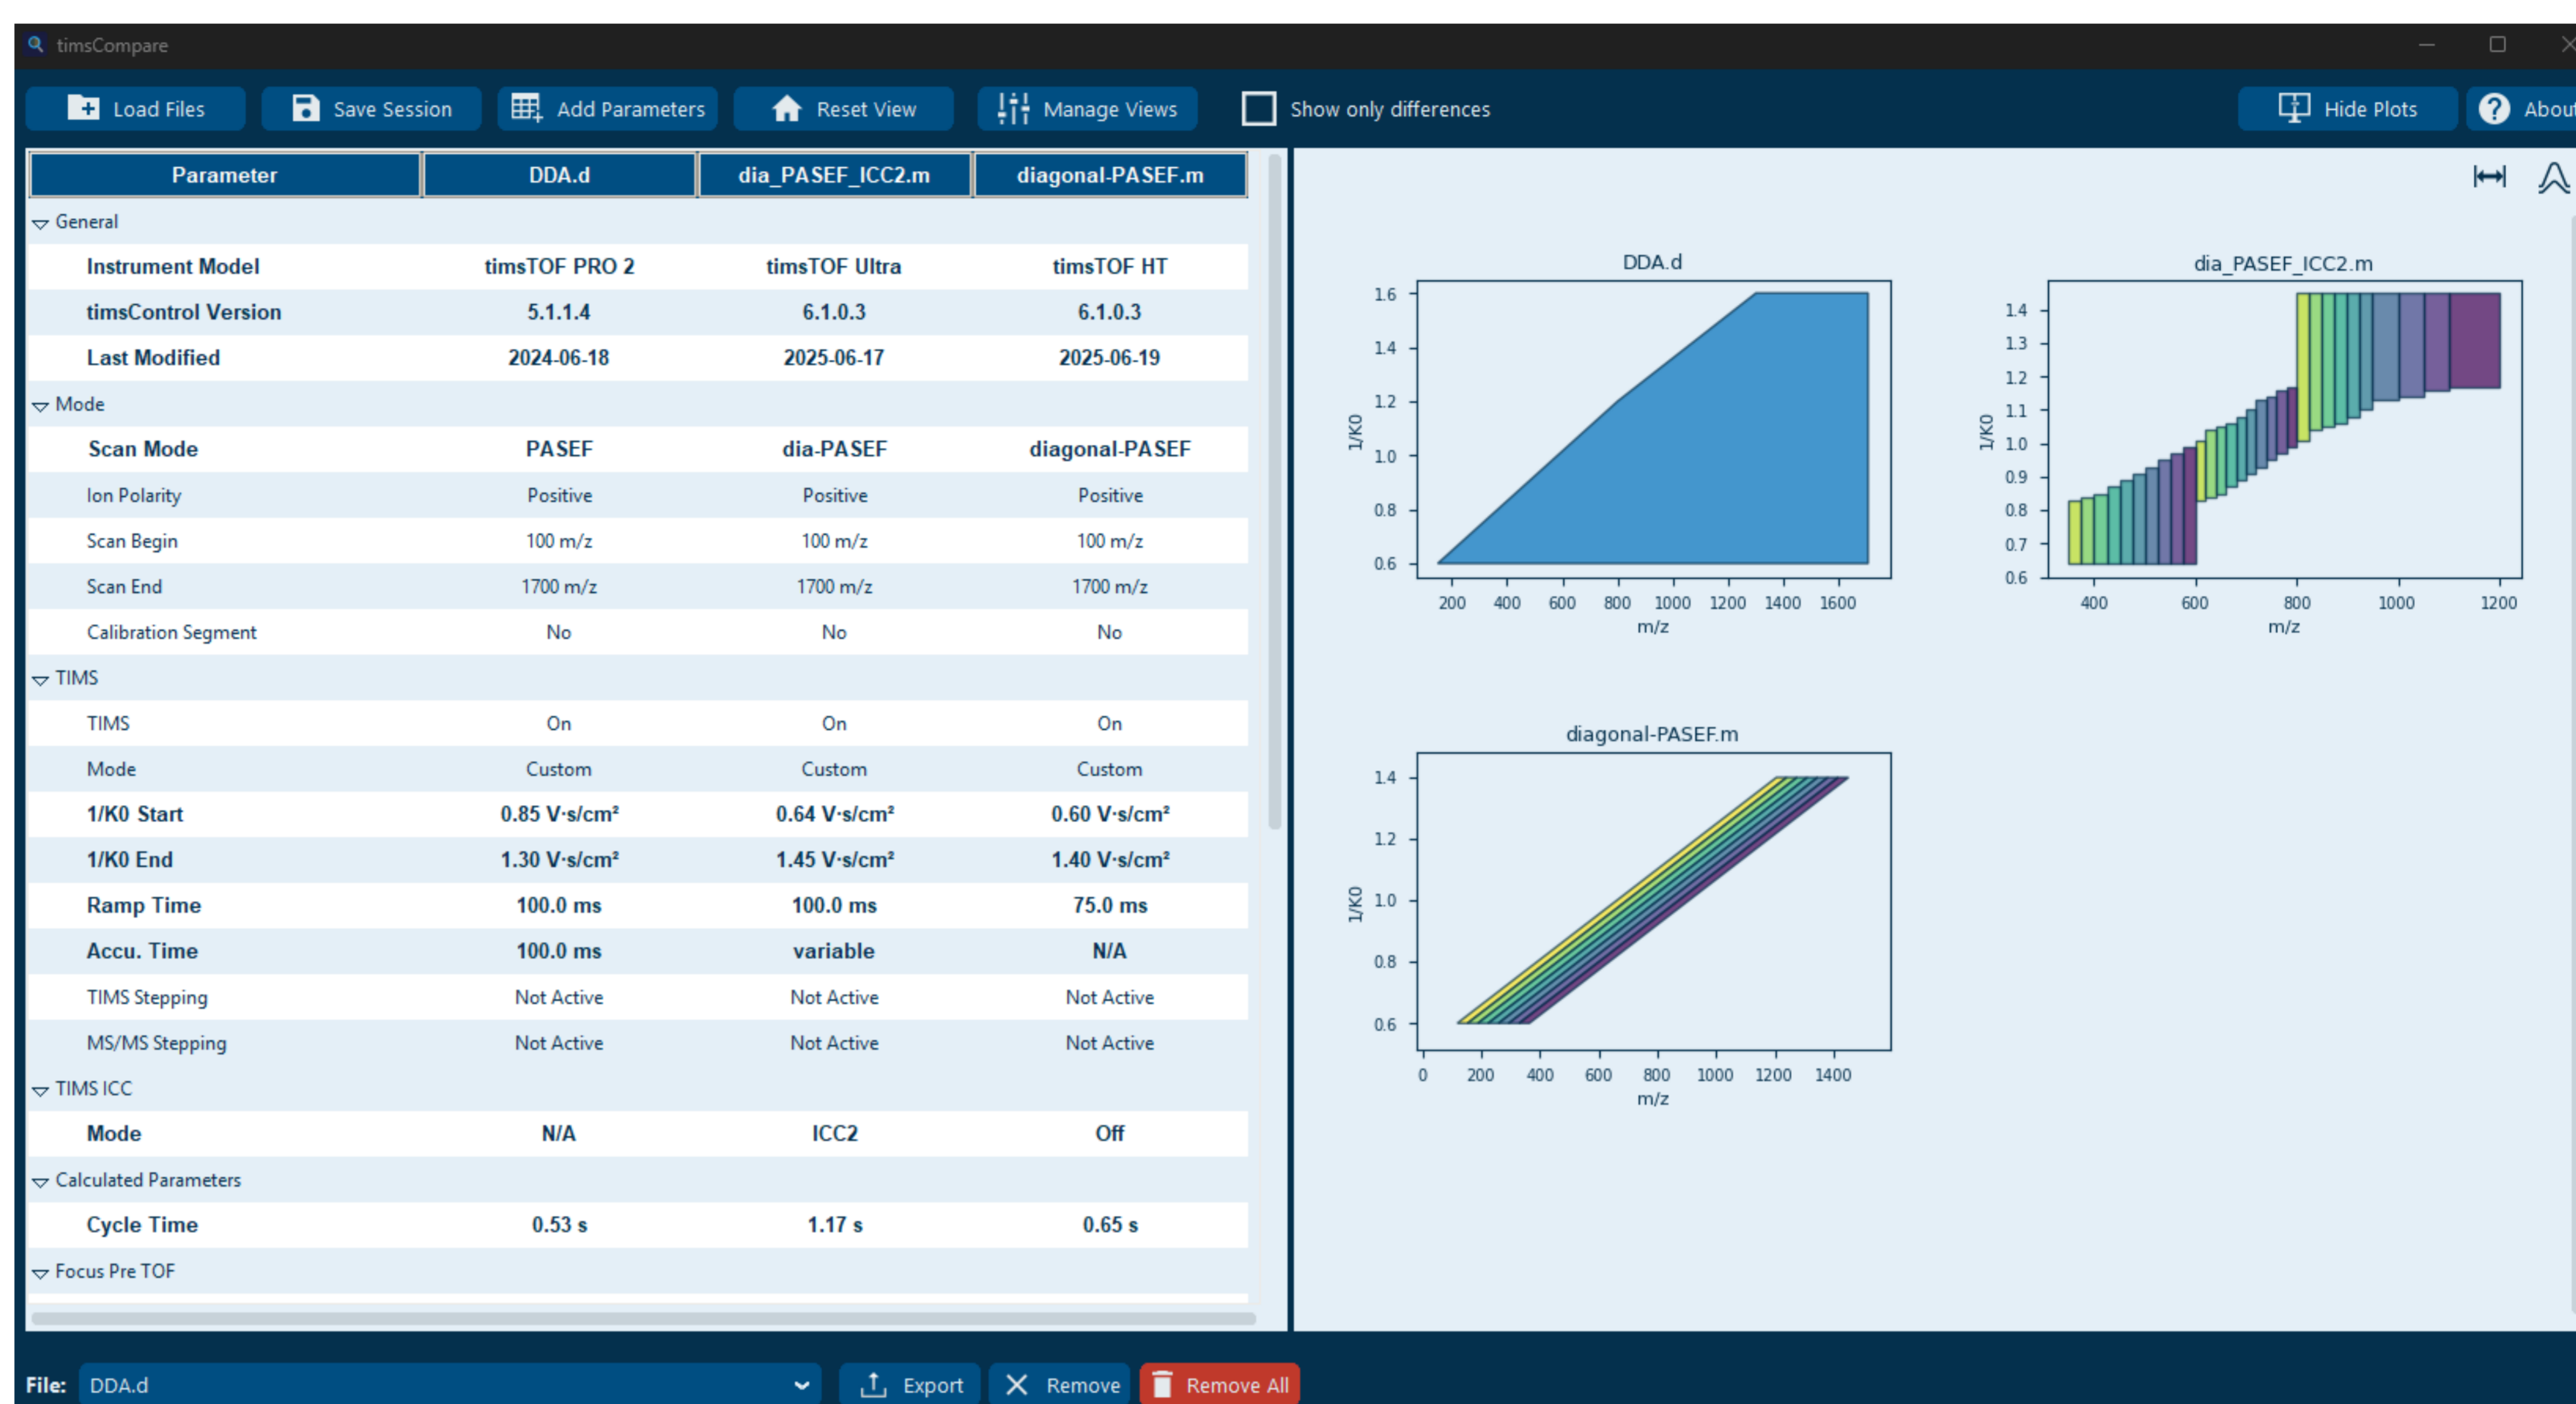 timsCompare
Load Files Save Session Add Parameters Reset View Manage Views Show only differences Hide Plots About
Parameter DDA.d dia_PASEF_ICC2.m diagonal-PASEF.m
General
Instrument Model timsTOF PRO 2 timsTOF Ultra timsTOF HT
timsControl Version 5.1.1.4 6.1.0.3 6.1.0.3
Last Modified 2024-06-18 2025-06-17 2025-06-19
Mode
Scan Mode PASEF dia-PASEF diagonal-PASEF
Ion Polarity Positive Positive Positive
Scan Begin 100 m/z 100 m/z 100 m/z
Scan End 1700 m/z 1700 m/z 1700 m/z
Calibration Segment No No No
TIMS
TIMS On On On
Mode Custom Custom Custom
1/K0 Start 0.85 V·s/cm² 0.64 V·s/cm² 0.60 V·s/cm²
1/K0 End 1.30 V·s/cm² 1.45 V·s/cm² 1.40 V·s/cm²
Ramp Time 100.0 ms 100.0 ms 75.0 ms
Accu. Time 100.0 ms variable N/A
TIMS Stepping Not Active Not Active Not Active
MS/MS Stepping Not Active Not Active Not Active
TIMS ICC
Mode N/A ICC2 Off
Calculated Parameters
Cycle Time 0.53 s 1.17 s 0.65 s
Focus Pre TOF
DDA.d
1.6
1.4
1.2
1.0
0.8
0.6
1/K0
200 400 600 800 1000 1200 1400 1600
m/z
dia_PASEF_ICC2.m
1.4
1.3
1.2
1.1
1.0
0.9
0.8
0.7
0.6
1/K0
400 600 800 1000 1200
m/z
diagonal-PASEF.m
1.4
1.2
1.0
0.8
0.6
1/K0
0 200 400 600 800 1000 1200 1400
m/z
File: DDA.d Export Remove Remove All